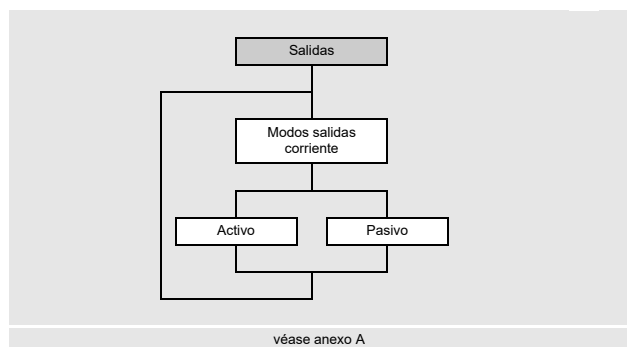 Salidas
Modos salidas
corriente
Activo
Pasivo
véase anexo A